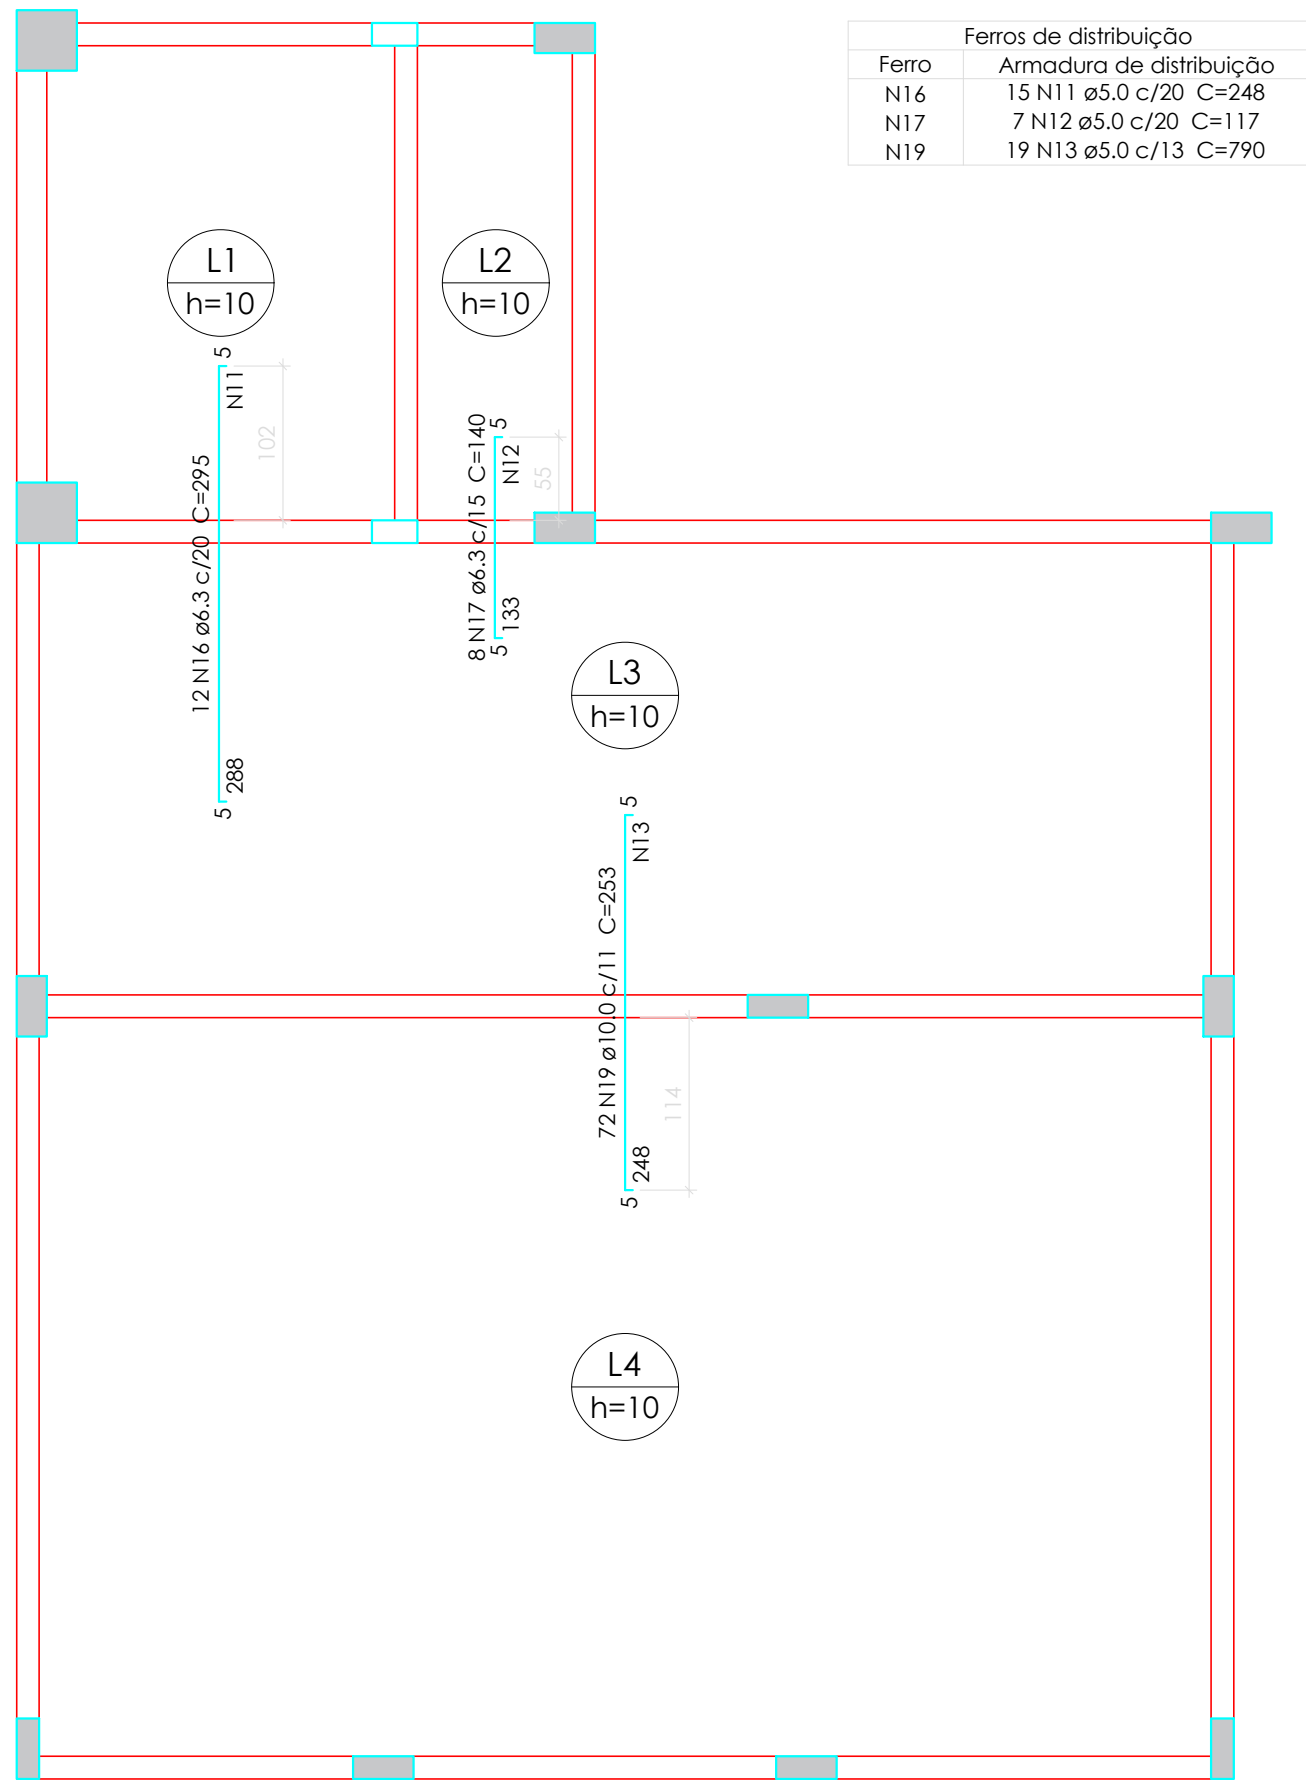 Ferros de distribuição
Ferro Armadura de distribuição
N16 15 N11 ø5.0 c/20 C=248
N17 7 N12 ø5.0 c/20 C=117
N19 19 N13 ø5.0 c/13 C=790
L1
h=10
L2
h=10
5
N11
102
12 N16 ø6.3 c/20 C=295
288
5
5
N12
55
8 N17 ø6.3 c/15 C=140
133
5
L3
h=10
5
N13
72 N19 ø10.0 c/11 C=253
114
248
5
L4
h=10